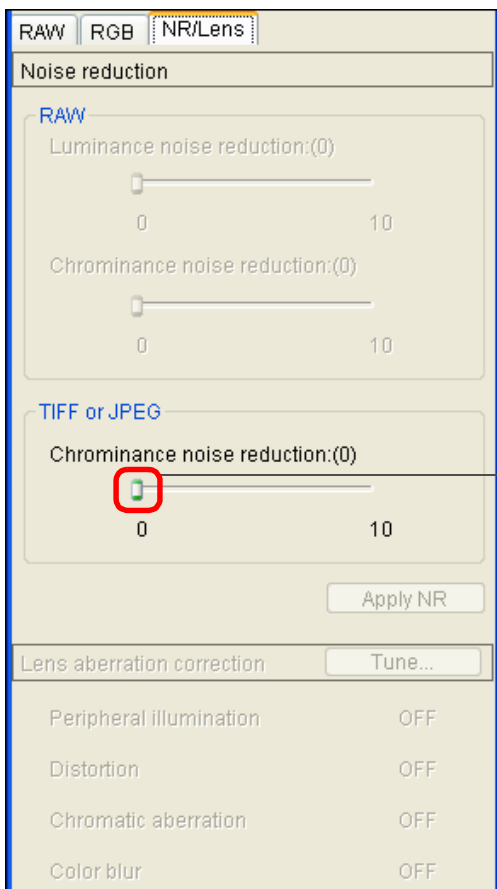 RAW RGB NR/Lens
Noise reduction
RAW
Luminance noise reduction:(0)
0 10
Chrominance noise reduction:(0)
0 10
TIFF or JPEG
Chrominance noise reduction:(0)
0 10
Apply NR
Lens aberration correction Tune...
Peripheral illumination OFF
Distortion OFF
Chromatic aberration OFF
Color blur OFF